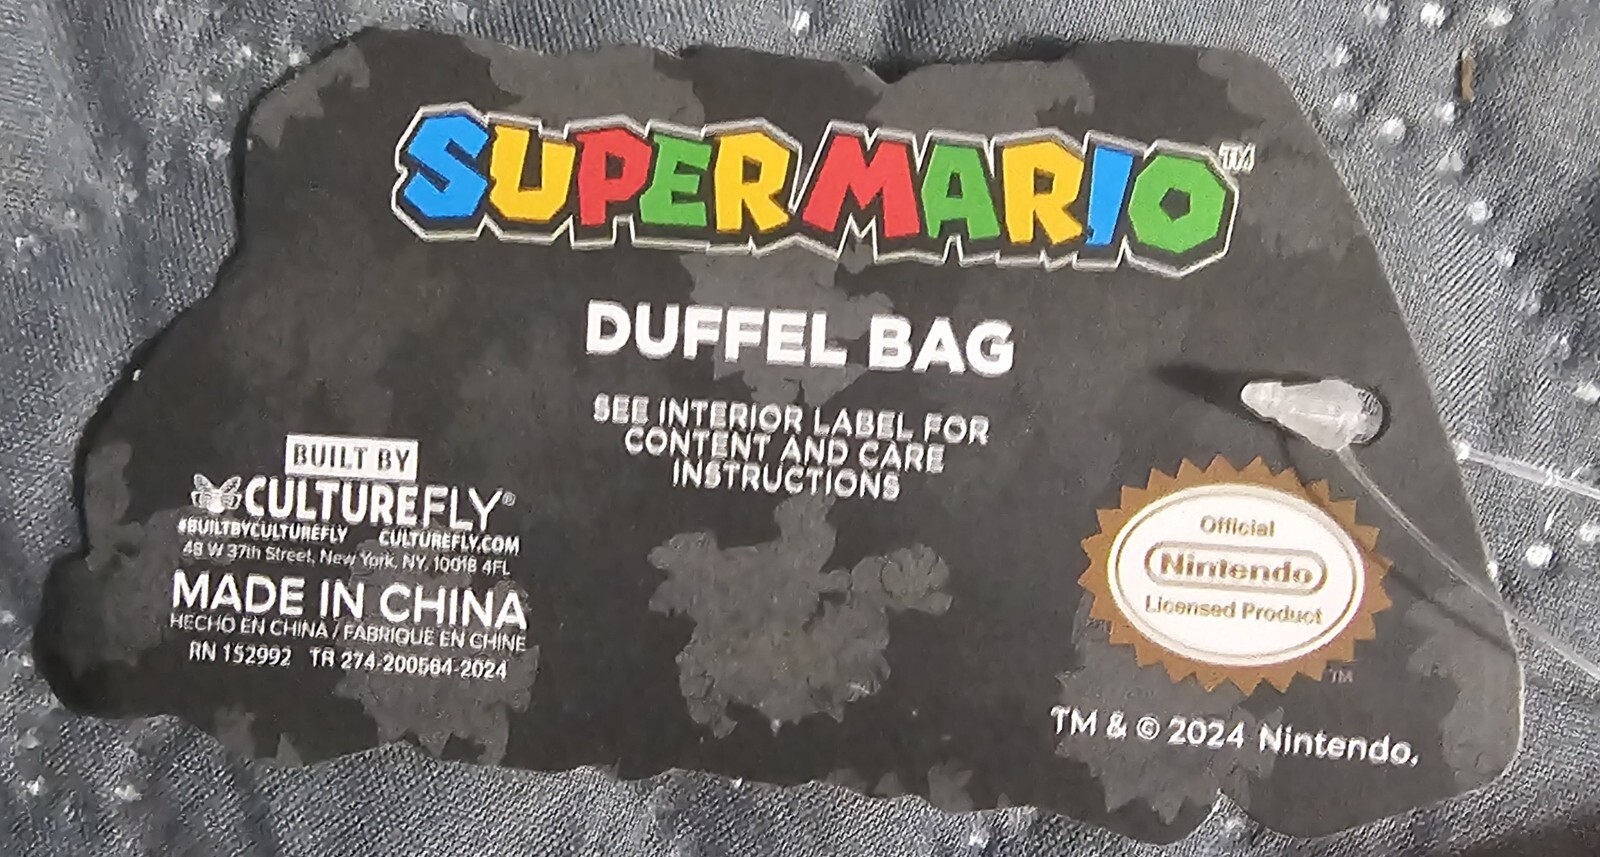 SUPER MARIO™
DUFFEL BAG
SEE INTERIOR LABEL FOR
CONTENT AND CARE
INSTRUCTIONS
BUILT BY
CULTUREFLY®
#BUILTBYCULTUREFLY CULTUREFLY.COM
48 W 37th Street, New York, NY, 10018 4FL
MADE IN CHINA
HECHO EN CHINA / FABRIQUE EN CHINE
RN 152992 TR 274-200564-2024
Official
Nintendo
Licensed Product
TM
TM & © 2024 Nintendo.